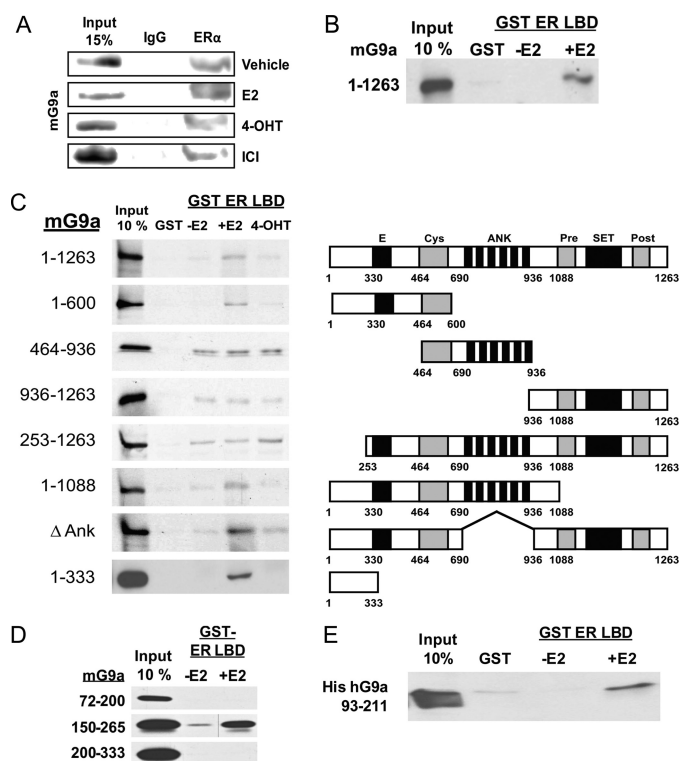 A
Input
15%
IgG
ERα
mG9a
Vehicle
E2
4-OHT
ICI
B
GST ER LBD
mG9a
Input
10 %
GST
-E2
+E2
1-1263
C
GST ER LBD
mG9a
Input
10 %
GST -E2 +E2 4-OHT
1-1263
1-600
464-936
936-1263
253-1263
1-1088
Δ Ank
1-333
E Cys ANK Pre SET Post
1 330 464 690 936 1088 1263
1 330 464 600
464 690 936
936 1088 1263
253 464 690 936 1088 1263
1 330 464 690 936 1088
1 330 464 690 936 1088 1263
1 333
D
GST-
ER LBD
mG9a
Input
10 %
-E2 +E2
72-200
150-265
200-333
E
Input
10%
GST ER LBD
GST
-E2
+E2
His hG9a
93-211